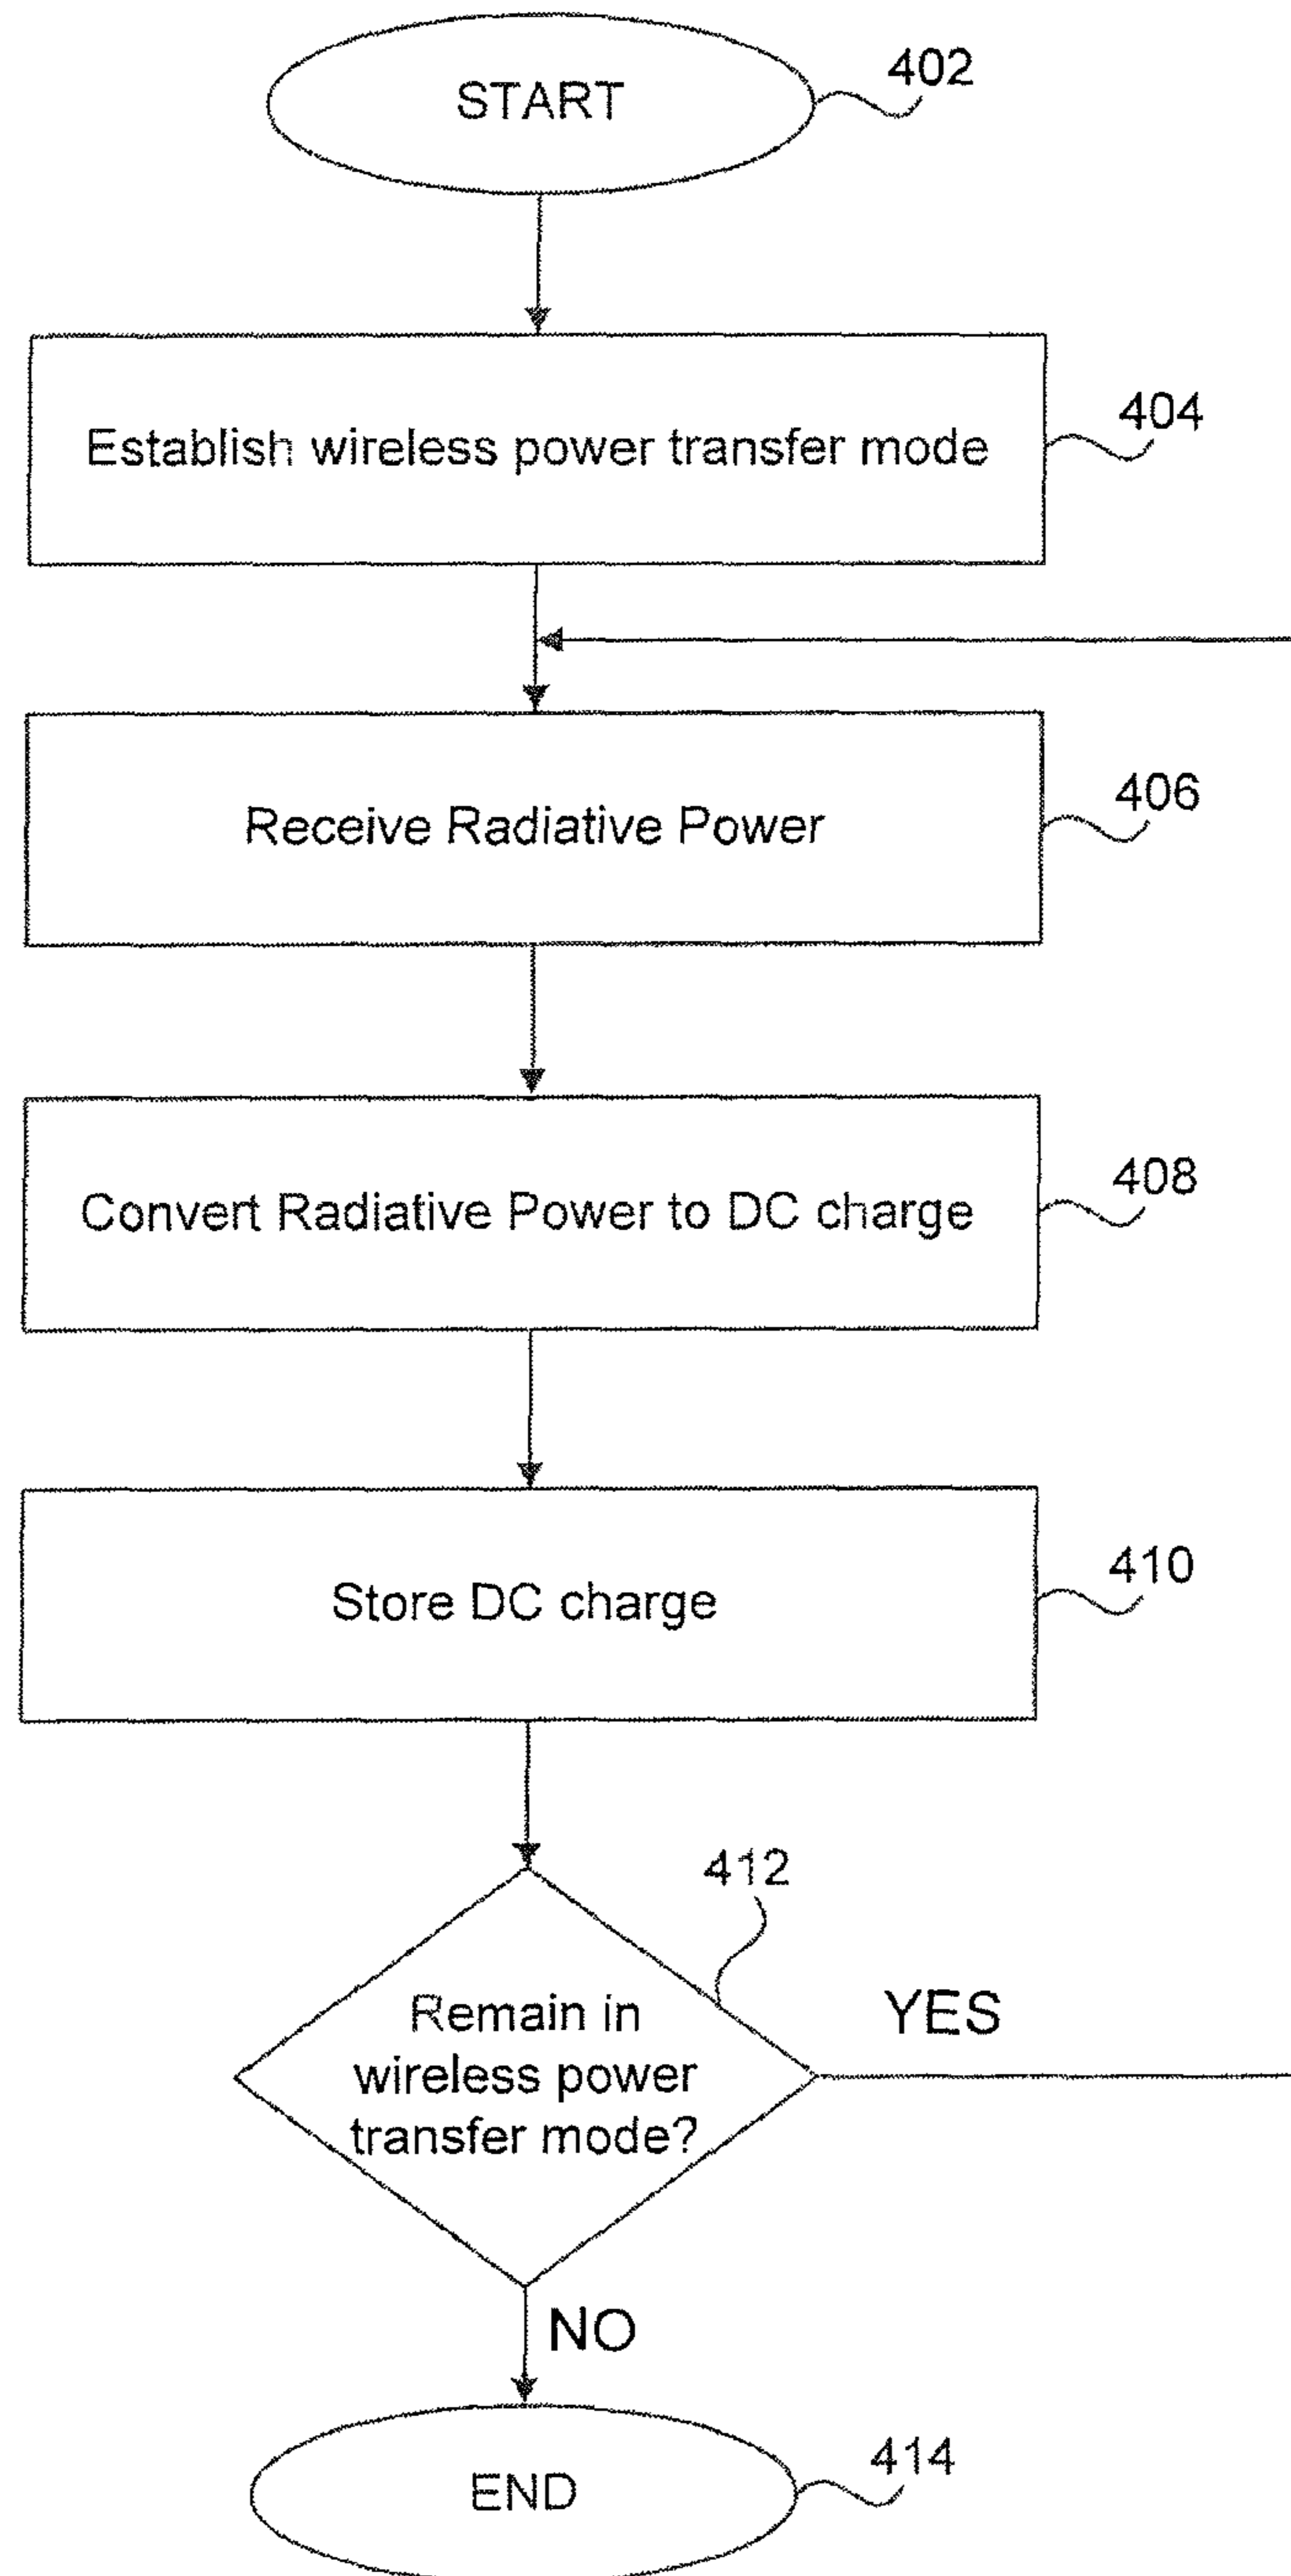 START
402
Establish wireless power transfer mode
404
Receive Radiative Power
406
Convert Radiative Power to DC charge
408
Store DC charge
410
412
Remain in
wireless power
transfer mode?
YES
NO
END
414